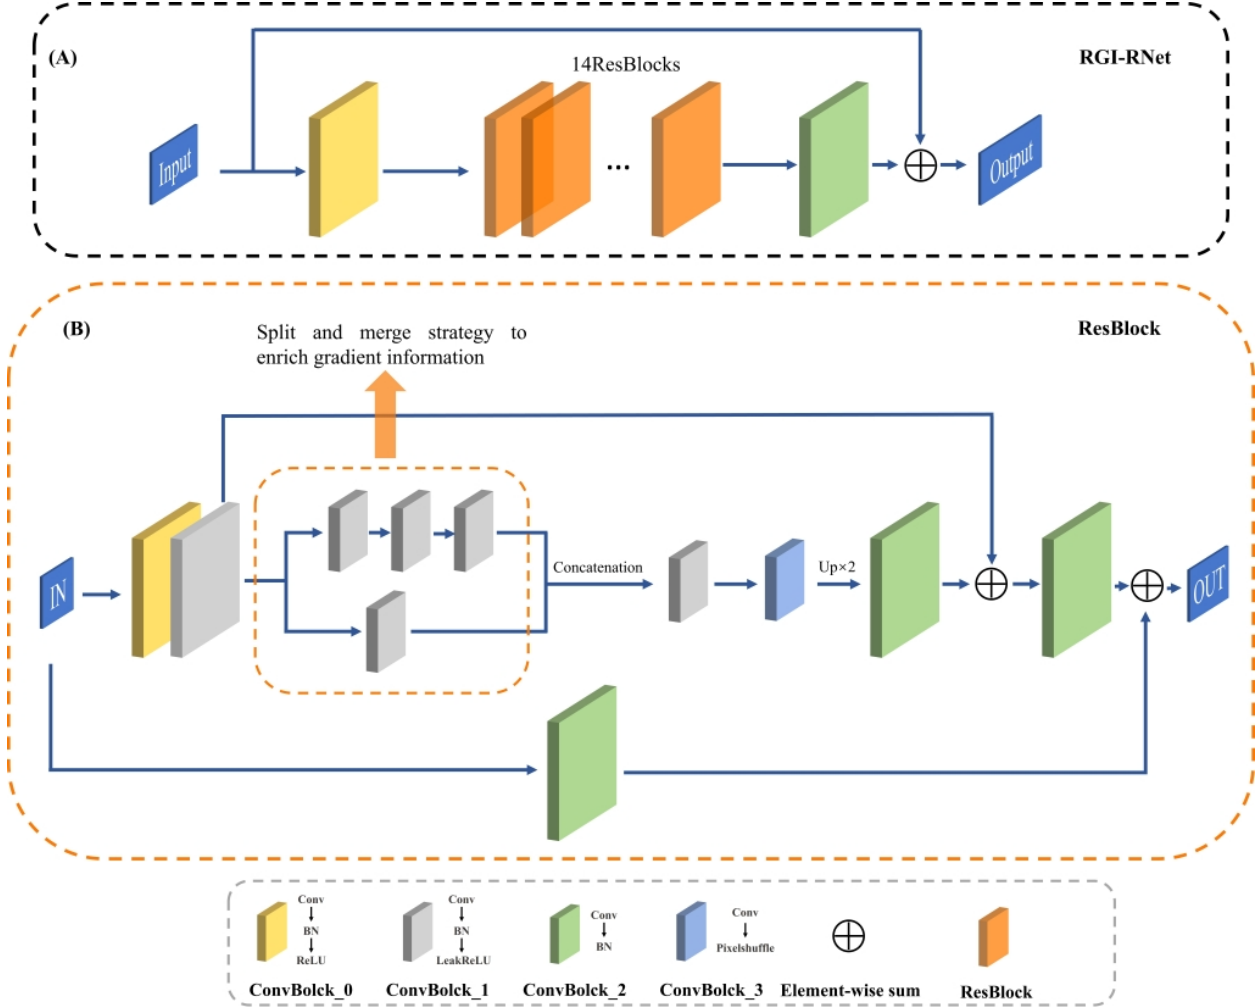 (A)
RGI-RNet
14ResBlocks
Input
...
Output
(B)
ResBlock
Split and merge strategy to
enrich gradient information
IN
Concatenation
Up×2
OUT
Conv
BN
ReLU
ConvBolck_0
Conv
BN
LeakReLU
ConvBolck_1
Conv
BN
ConvBolck_2
Conv
Pixelshuffle
ConvBolck_3
Element-wise sum
ResBlock